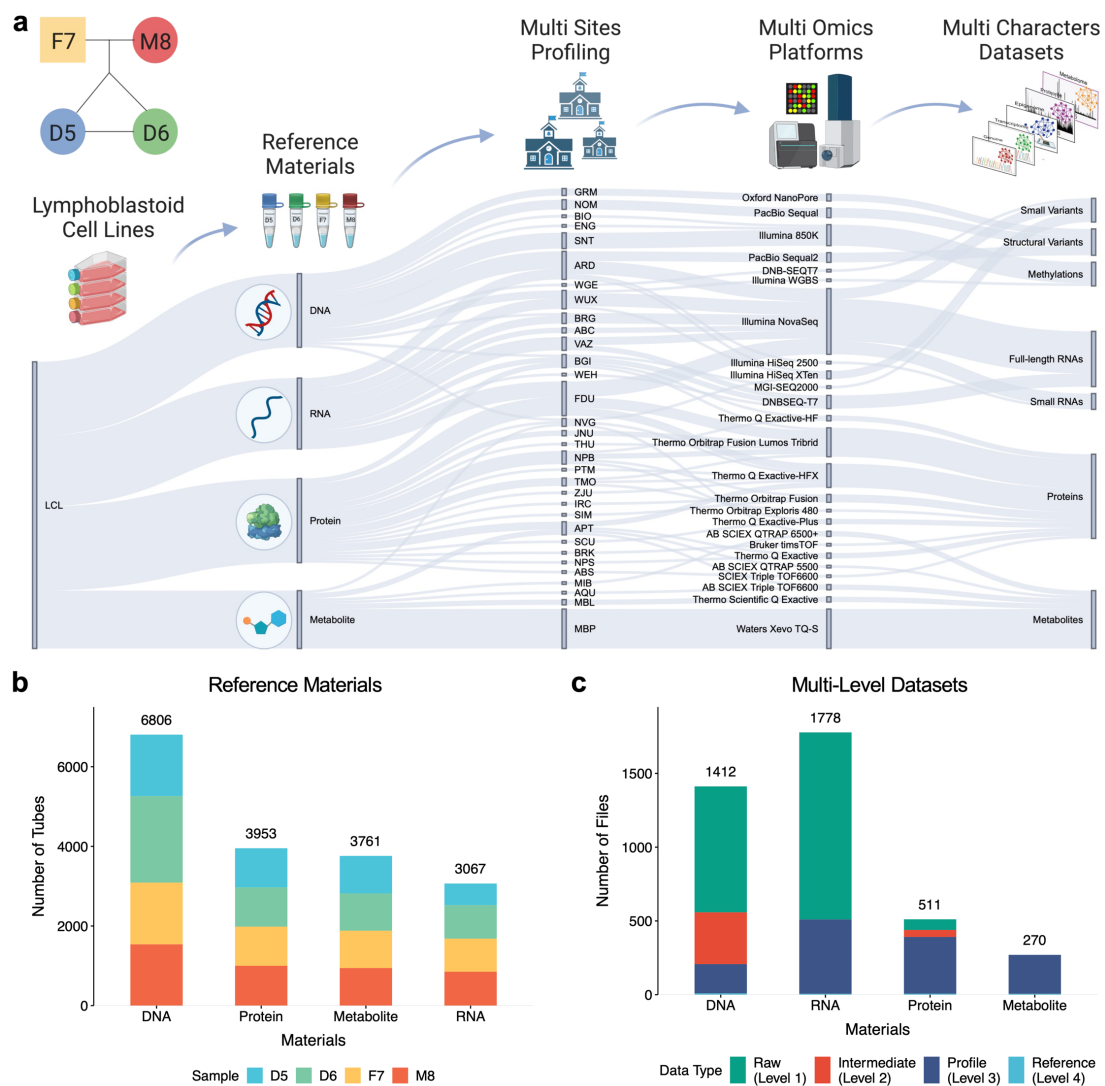 a
F7
M8
D5
D6
Lymphoblastoid
Cell Lines
Reference
Materials
D5
D6
F7
M8
Multi Sites
Profiling
Multi Omics
Platforms
Multi Characters
Datasets
Metabolome
Proteome
Epigenome
Transcriptome
Genome
LCL
DNA
RNA
Protein
Metabolite
GRM
NOM
BIO
ENG
SNT
ARD
WGE
WUX
BRG
ABC
VAZ
BGI
WEH
FDU
NVG
JNU
THU
NPB
PTM
TMO
ZJU
IRC
SIM
APT
SCU
BRK
NPS
ABS
MIB
AQU
MBL
MBP
Oxford NanoPore
PacBio Sequal
Illumina 850K
PacBio Sequal2
DNB-SEQT7
Illumina WGBS
Illumina NovaSeq
Illumina HiSeq 2500
Illumina HiSeq XTen
MGI-SEQ2000
DNBSEQ-T7
Thermo Q Exactive-HF
Thermo Orbitrap Fusion Lumos Tribrid
Thermo Q Exactive-HFX
Thermo Orbitrap Fusion
Thermo Orbitrap Exploris 480
Thermo Q Exactive-Plus
AB SCIEX QTRAP 6500+
Bruker timsTOF
Thermo Q Exactive
AB SCIEX QTRAP 5500
SCIEX Triple TOF6600
AB SCIEX Triple TOF6600
Thermo Scientific Q Exactive
Waters Xevo TQ-S
Small Variants
Structural Variants
Methylations
Full-length RNAs
Small RNAs
Proteins
Metabolites
b
Reference Materials
Number of Tubes
6000
4000
2000
0
6806
3953
3761
3067
DNA
Protein
Metabolite
RNA
Materials
Sample D5 D6 F7 M8
c
Multi-Level Datasets
Number of Files
1500
1000
500
0
1412
1778
511
270
DNA
RNA
Protein
Metabolite
Materials
Data Type
Raw
(Level 1)
Intermediate
(Level 2)
Profile
(Level 3)
Reference
(Level 4)